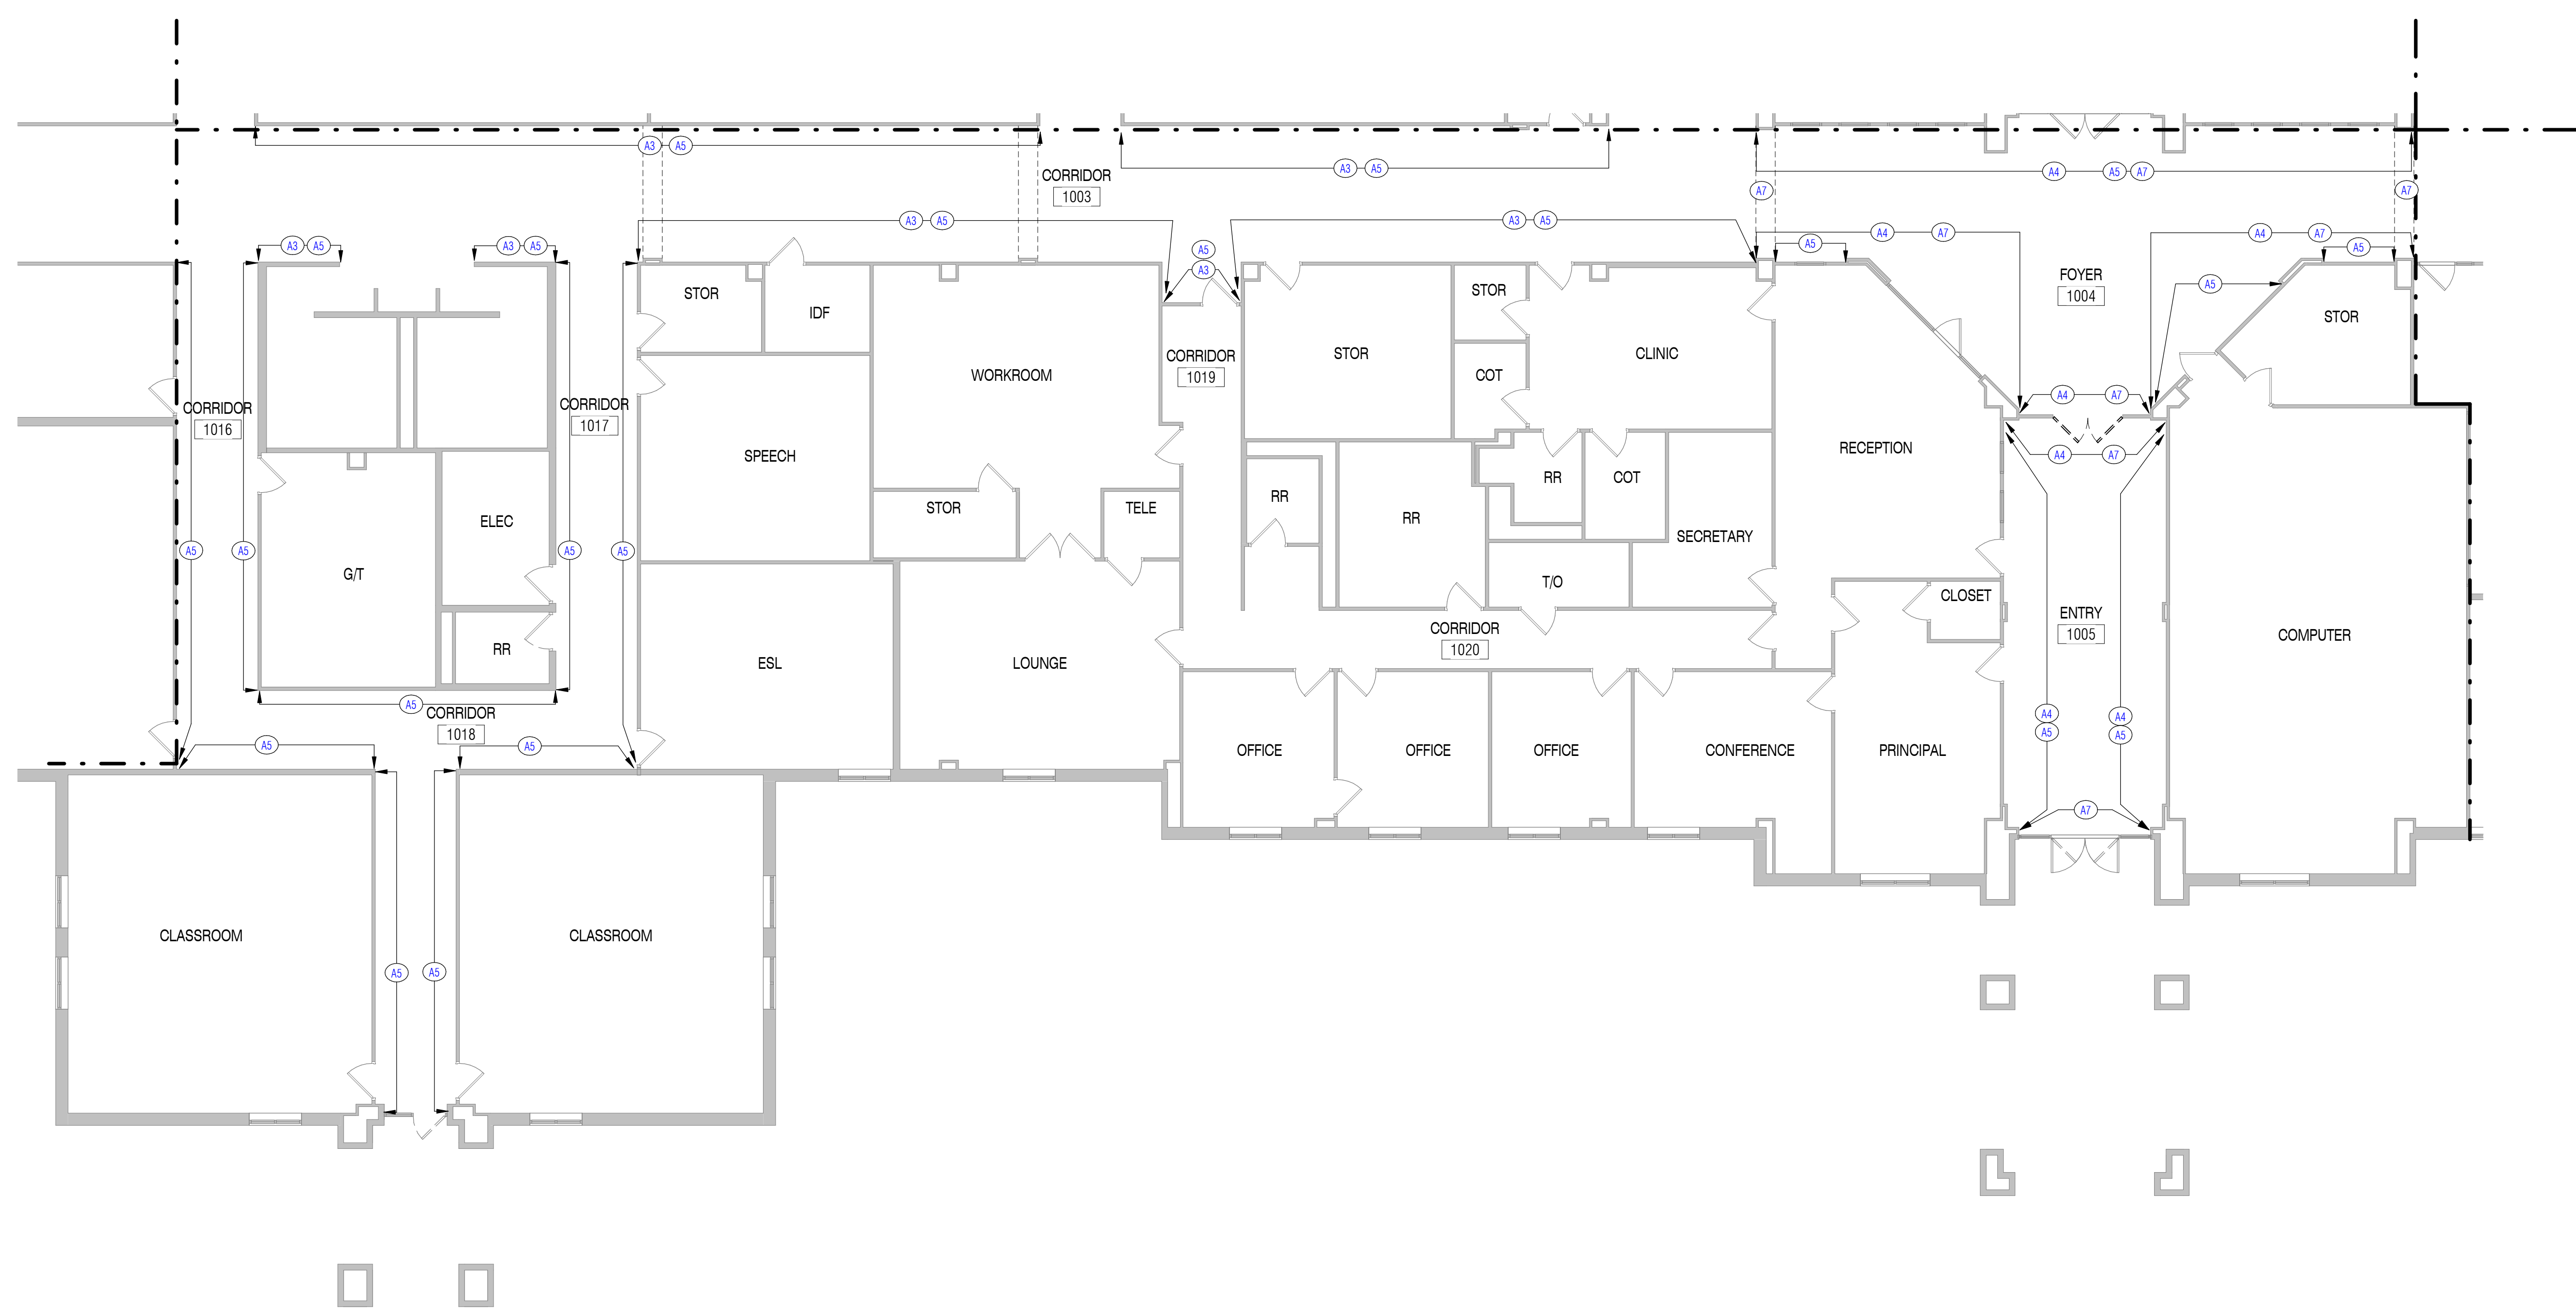 A3 A5
CORRIDOR
1003
A3 A5
A4 A5 A7
A7
A7
A3 A5
A3 A5
A5
A3
A4 A7
A5
A4 A7
A5
A3 A5
A3 A5
FOYER
1004
A5
STOR
IDF
STOR
STOR
CLINIC
STOR
CORRIDOR
1019
WORKROOM
COT
CORRIDOR
1016
CORRIDOR
1017
A4 A7
SPEECH
RECEPTION
A4 A7
RR
RR
COT
STOR
TELE
RR
ELEC
SECRETARY
A5
A5
A5
A5
G/T
T/O
CLOSET
ENTRY
1005
COMPUTER
CORRIDOR
1020
RR
ESL
LOUNGE
A5
CORRIDOR
1018
A5
A5
A4
A5
A4
A5
OFFICE
OFFICE
OFFICE
CONFERENCE
PRINCIPAL
A7
CLASSROOM
CLASSROOM
A5
A5